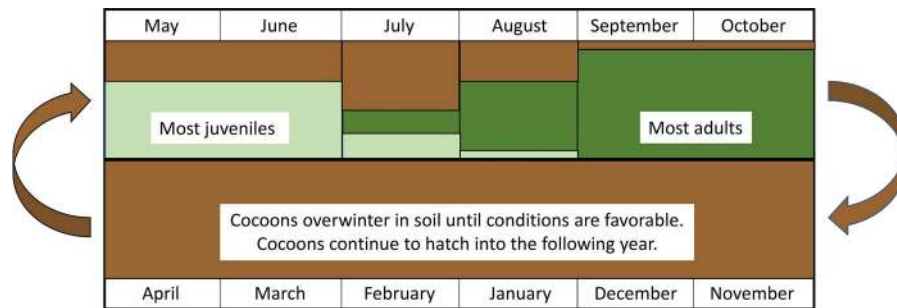 May June July August September October
Most juveniles Most adults
Cocoons overwinter in soil until conditions are favorable.
Cocoons continue to hatch into the following year.
April March February January December November